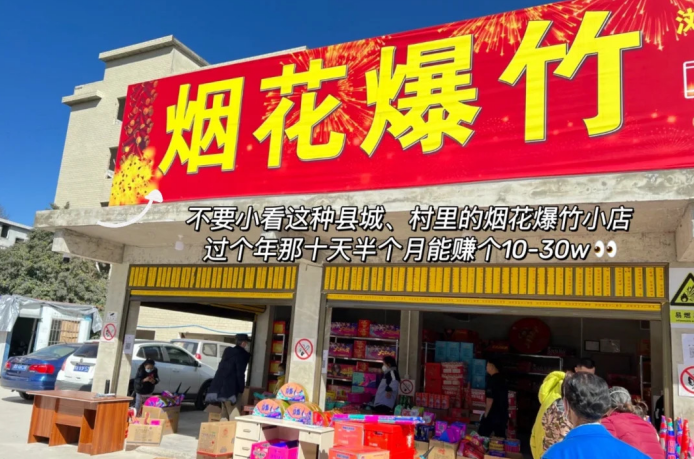 烟花爆竹
不要小看这种县城、村里的烟花爆竹小店
过个年那十天半个月能赚个10-30w👀